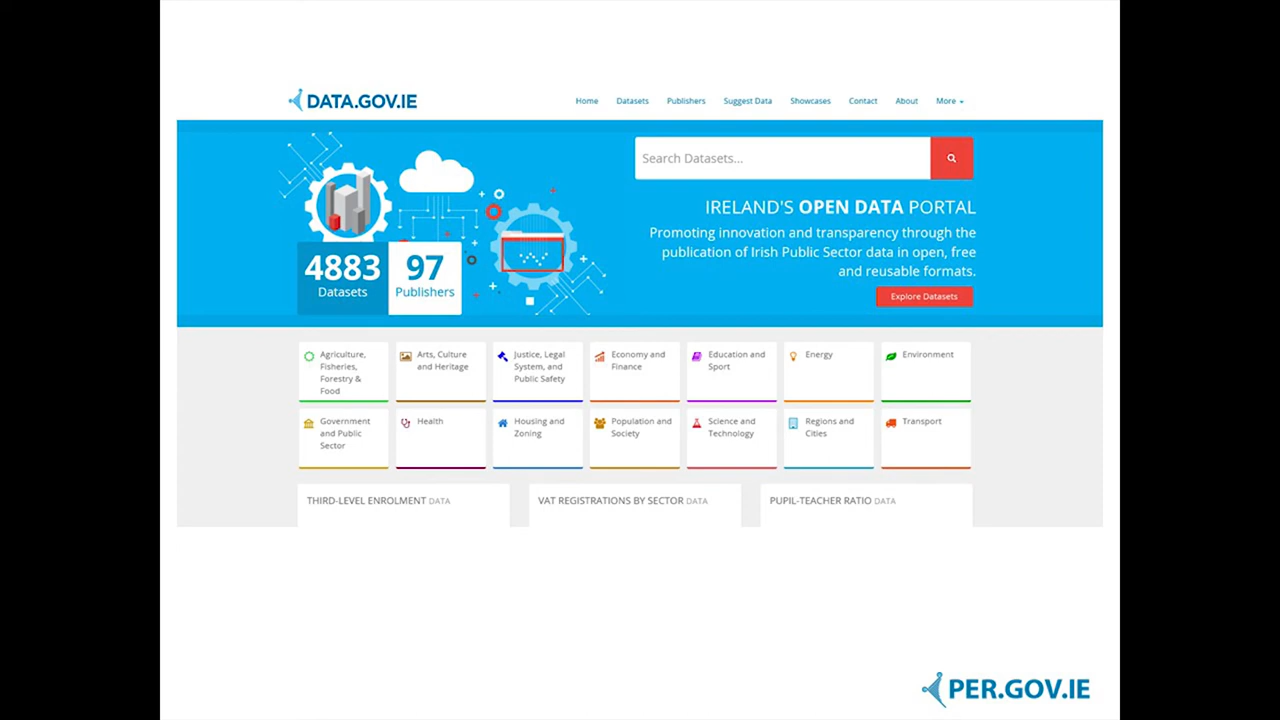 DATA.GOV.IE
Home Datasets Publishers Suggest Data Showcases Contact About More
Search Datasets...
IRELAND'S OPEN DATA PORTAL
Promoting innovation and transparency through the
publication of Irish Public Sector data in open, free
and reusable formats.
Explore Datasets
4883
Datasets
97
Publishers
Agriculture,
Fisheries,
Forestry &
Food
Arts, Culture
and Heritage
Justice, Legal
System, and
Public Safety
Economy and
Finance
Education and
Sport
Energy
Environment
Government
and Public
Sector
Health
Housing and
Zoning
Population and
Society
Science and
Technology
Regions and
Cities
Transport
THIRD-LEVEL ENROLMENT DATA
VAT REGISTRATIONS BY SECTOR DATA
PUPIL-TEACHER RATIO DATA
PER.GOV.IE